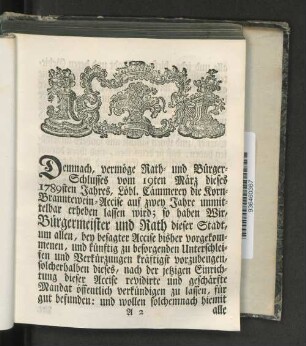 Demnach, vermöge Rath- und Bürger-
Schlusses vom 19ten März dieses
1789sten Jahres, Löbl. Cämmerey die Korn-
Branntewein-Accise auf zwey Jahre unmit-
telbar erheben lassen wird; so haben Wir
Bürgermeister und Rath dieser Stadt,
um allen, bey besagter Accise bisher vorgekom-
menen, und künftig zu besorgenden Unterschlei-
fen und Verkürzungen kräftigst vorzubeugen,
solcherhalben dieses, nach der jetzigen Einrich-
tung dieser Accise revidirte und geschärfte
Mandat öffentlich verkündigen zu lassen, für
gut befunden: und wollen solchemnach hiemit
A 2 alle